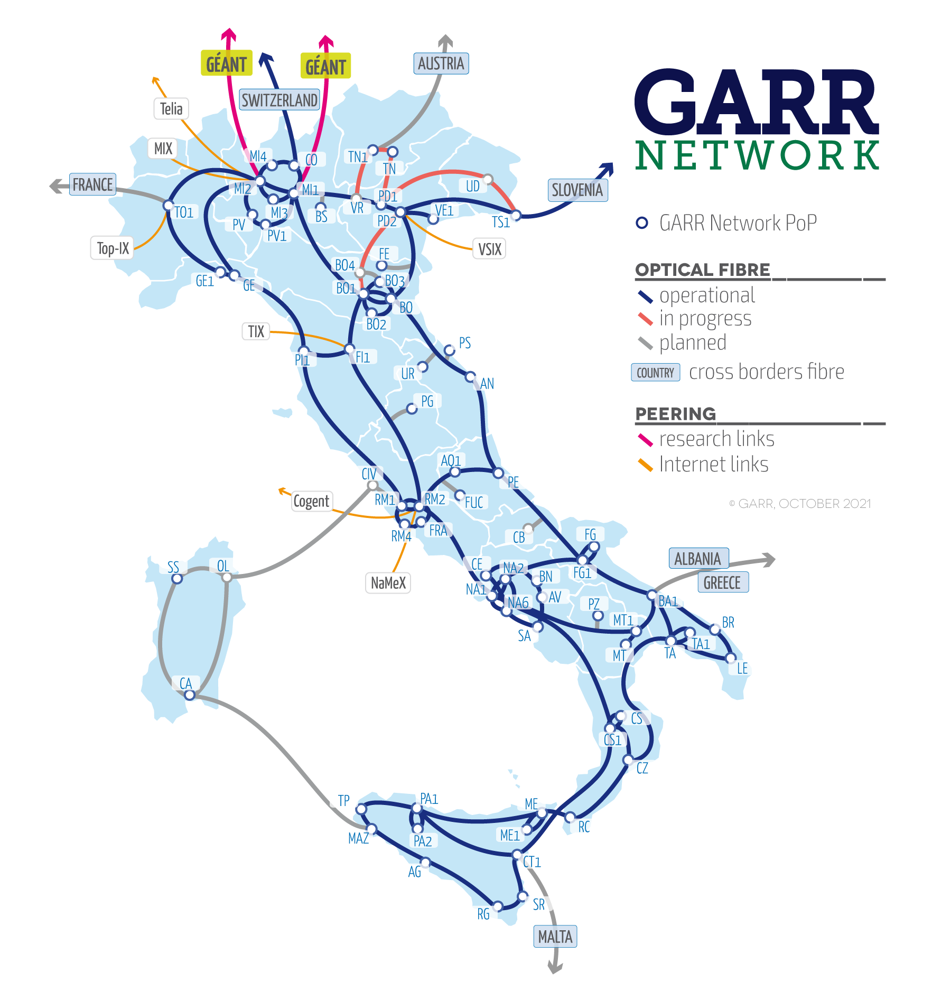 GÉANT
GÉANT
AUSTRIA
SWITZERLAND
Telia
MIX
FRANCE
Top-IX
SLOVENIA
VSIX
MI4
CO
TN1
TN
UD
MI2
MI1
PD1
VR
TO1
MI3
BS
PD2
VE1
TS1
PV
PV1
FE
BO4
GE1
GE
BO3
BO1
BO
BO2
TIX
PS
PI1
FI1
UR
AN
PG
AQ1
CIV
PE
Cogent
RM1
RM2
FUC
RM4
FRA
CB
FG
NaMeX
SS
OL
CE
NA2
BN
FG1
ALBANIA
GREECE
NA1
NA6
AV
PZ
BA1
MT1
BR
SA
MT
TA
TA1
LE
CA
CS
CS1
CZ
TP
PA1
ME
MAZ
PA2
ME1
RC
AG
CT1
RG
SR
MALTA
GARR
NETWORK
GARR Network PoP
OPTICAL FIBRE
operational
in progress
planned
COUNTRY cross borders fibre
PEERING
research links
Internet links
© GARR, OCTOBER 2021